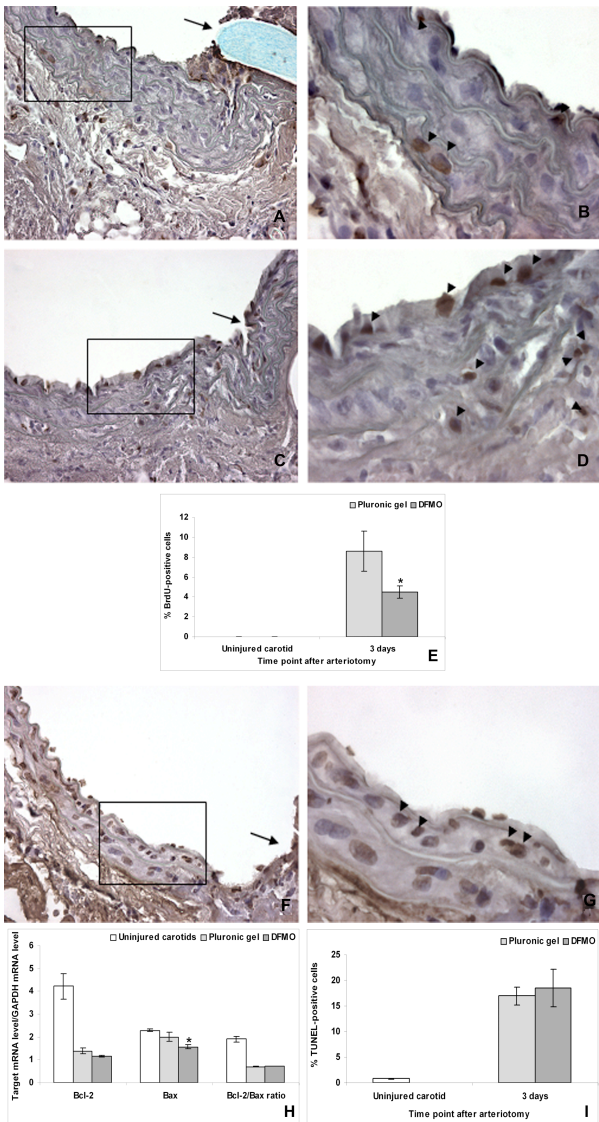 A
B
C
D
Pluronic gel DFMO
12
10
8
6
4
2
0
% BrdU-positive cells
*
Uninjured carotid 3 days
Time point after arteriotomy
E
F
G
Uninjured carotids Pluronic gel DFMO
6
5
4
3
2
1
0
Target mRNA level/GAPDH mRNA level
*
Bcl-2 Bax Bcl-2/Bax ratio
H
Pluronic gel DFMO
25
20
15
10
5
0
% TUNEL-positive cells
Uninjured carotid 3 days
Time point after arteriotomy
I